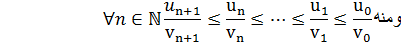 ومنه ∀n ∈ ℕ u_{n+1}/v_{n+1} ≤ u_n/v_n ≤ ⋯ ≤ u_1/v_1 ≤ u_0/v_0